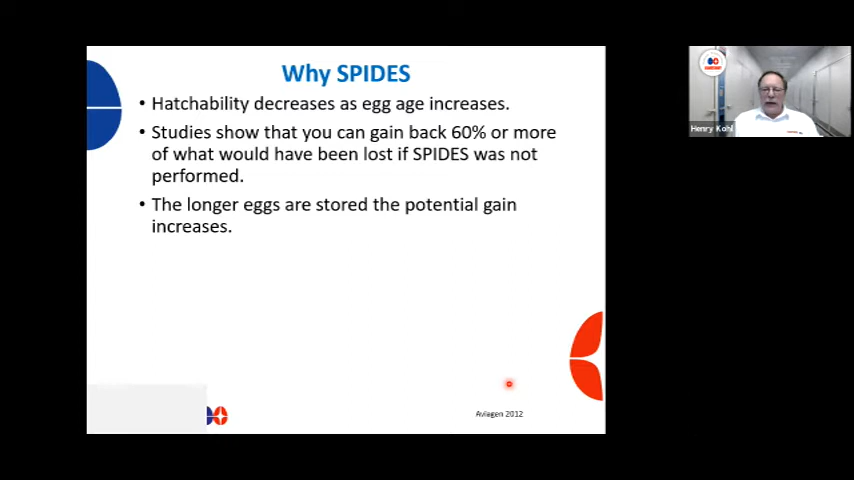 Why SPIDES
• Hatchability decreases as egg age increases.
• Studies show that you can gain back 60% or more
of what would have been lost if SPIDES was not
performed.
• The longer eggs are stored the potential gain
increases.
Aviagen 2012
Henry Kohl